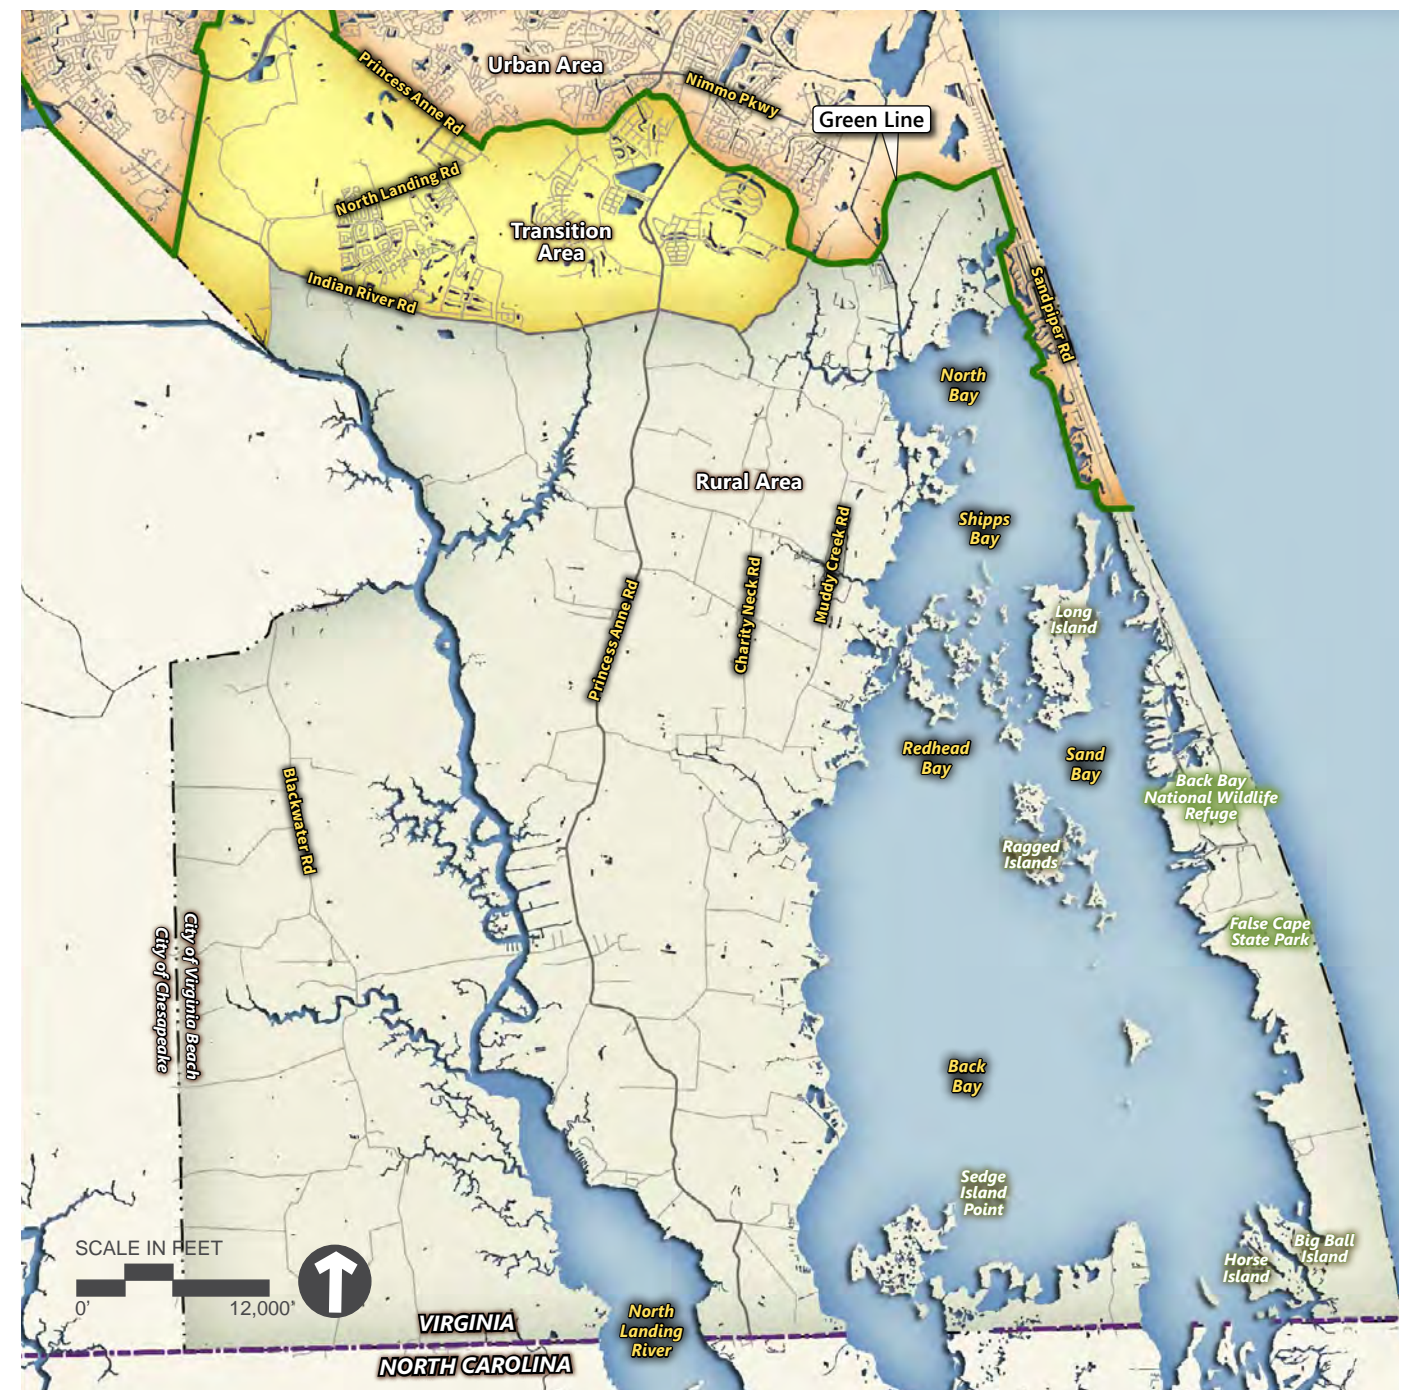 Urban Area
Princess Anne Rd
Nimmo Pkwy
Green Line
North Landing Rd
Transition
Area
Indian River Rd
Sandpiper Rd
North
Bay
Rural Area
Shipps
Bay
Muddy Creek Rd
Charity Neck Rd
Princess Anne Rd
Long
Island
Redhead
Bay
Sand
Bay
Blackwater Rd
Back Bay
National Wildlife
Refuge
Ragged
Islands
False Cape
State Park
City of Virginia Beach
City of Chesapeake
Back
Bay
Sedge
Island
Point
Big Ball
Island
Horse
Island
SCALE IN FEET
0'
12,000'
North
Landing
River
VIRGINIA
NORTH CAROLINA